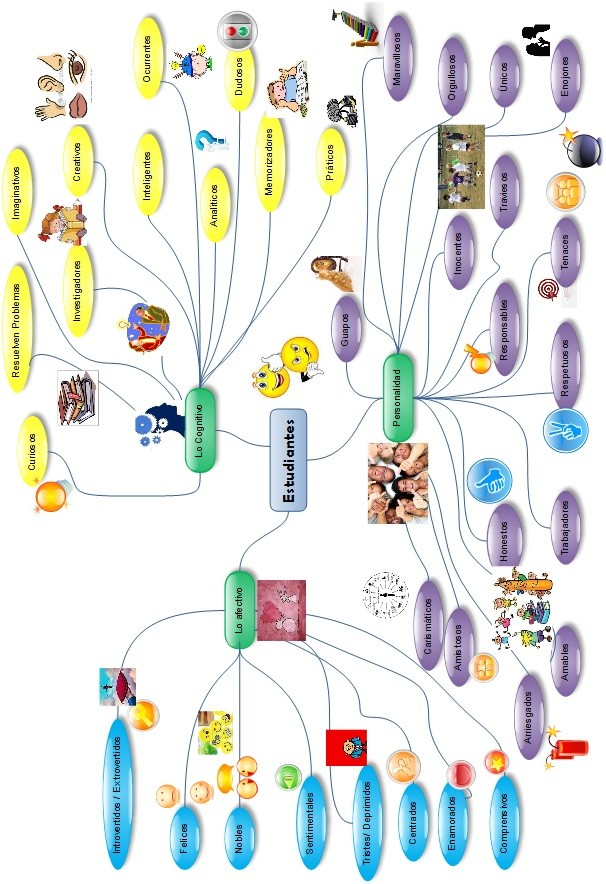 Estudiantes
Lo Cognitivo
Curiosos
Resuelven Problemas
Imaginativos
Investigadores
Creativos
Ocurrentes
Inteligentes
Analíticos
Dudosos
Memorizadores
Práticos
Personalidad
Guapos
Maravillosos
Orgullosos
Únicos
Enojones
Inocentes
Traviesos
Responsables
Tenaces
Respetuosos
Trabajadores
Honestos
Amables
Arriesgados
Amistosos
Carismáticos
Lo afectivo
Introvertidos / Extrovertidos
Felices
Nobles
Sentimentales
Tristes/ Deprimidos
Centrados
Enamorados
Comprensivos